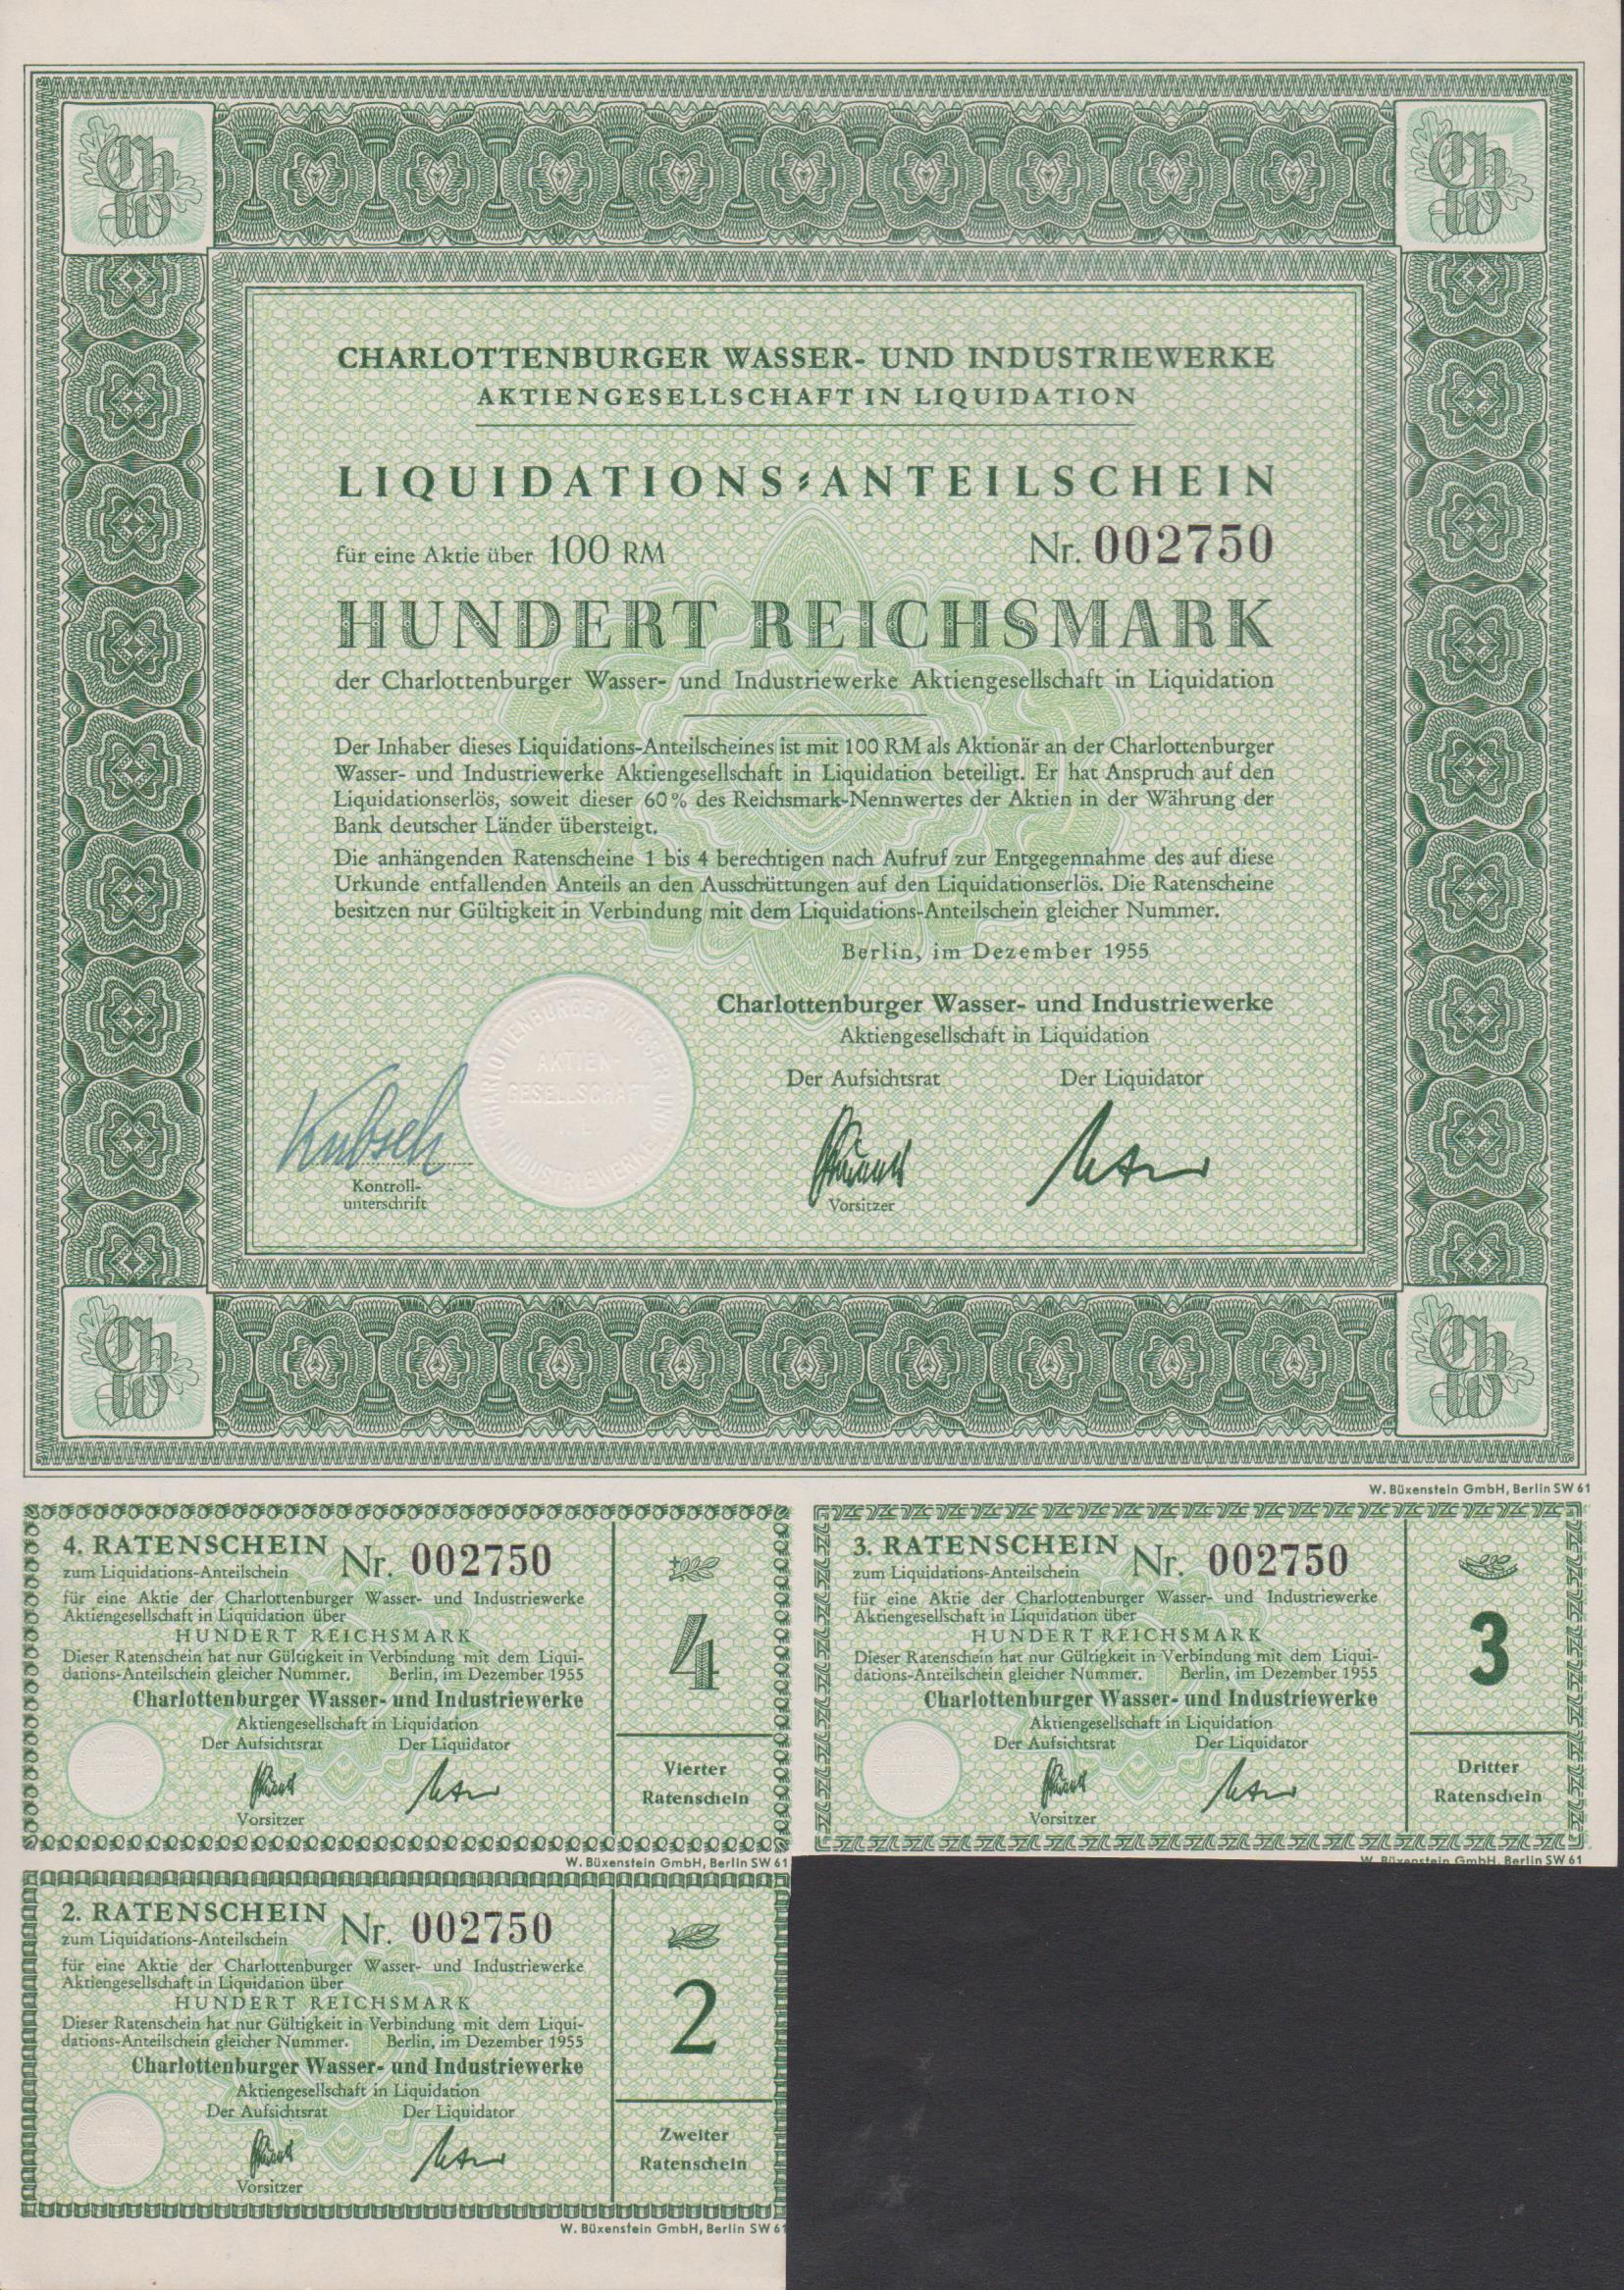 Ch
W
Ch
W
CHARLOTTENBURGER WASSER- UND INDUSTRIEWERKE
AKTIENGESELLSCHAFT IN LIQUIDATION
LIQUIDATIONS-ANTEILSCHEIN
für eine Aktie über 100 RM
Nr. 002750
HUNDERT REICHSMARK
der Charlottenburger Wasser- und Industriewerke Aktiengesellschaft in Liquidation
Der Inhaber dieses Liquidations-Anteilscheines ist mit 100 RM als Aktionär an der Charlottenburger
Wasser- und Industriewerke Aktiengesellschaft in Liquidation beteiligt. Er hat Anspruch auf den
Liquidationserlös, soweit dieser 60% des Reichsmark-Nennwertes der Aktien in der Währung der
Bank deutscher Länder übersteigt.
Die anhängenden Ratenscheine 1 bis 4 berechtigen nach Aufruf zur Entgegennahme des auf diese
Urkunde entfallenden Anteils an den Ausschüttungen auf den Liquidationserlös. Die Ratenscheine
besitzen nur Gültigkeit in Verbindung mit dem Liquidations-Anteilschein gleicher Nummer.
Berlin, im Dezember 1955
Charlottenburger Wasser- und Industriewerke
Aktiengesellschaft in Liquidation
Der Aufsichtsrat
Der Liquidator
CHARLOTTENBURGER WASSER- UND INDUSTRIEWERKE
AKTIEN-
GESELLSCHAFT
Kontroll-
unterschrift
Vorsitzer
Ch
W
Ch
W
W. Büxenstein GmbH, Berlin SW 61
4. RATENSCHEIN
zum Liquidations-Anteilschein
Nr. 002750
für eine Aktie der Charlottenburger Wasser- und Industriewerke
Aktiengesellschaft in Liquidation über
HUNDERT REICHSMARK
Dieser Ratenschein hat nur Gültigkeit in Verbindung mit dem Liqui-
dations-Anteilschein gleicher Nummer. Berlin, im Dezember 1955
Charlottenburger Wasser- und Industriewerke
Aktiengesellschaft in Liquidation
Der Aufsichtsrat
Der Liquidator
Vorsitzer
4
Vierter
Ratenschein
W. Büxenstein GmbH, Berlin SW 61
3. RATENSCHEIN
zum Liquidations-Anteilschein
Nr. 002750
für eine Aktie der Charlottenburger Wasser- und Industriewerke
Aktiengesellschaft in Liquidation über
HUNDERT REICHSMARK
Dieser Ratenschein hat nur Gültigkeit in Verbindung mit dem Liqui-
dations-Anteilschein gleicher Nummer. Berlin, im Dezember 1955
Charlottenburger Wasser- und Industriewerke
Aktiengesellschaft in Liquidation
Der Aufsichtsrat
Der Liquidator
Vorsitzer
3
Dritter
Ratenschein
W. Büxenstein GmbH, Berlin SW 61
2. RATENSCHEIN
zum Liquidations-Anteilschein
Nr. 002750
für eine Aktie der Charlottenburger Wasser- und Industriewerke
Aktiengesellschaft in Liquidation über
HUNDERT REICHSMARK
Dieser Ratenschein hat nur Gültigkeit in Verbindung mit dem Liqui-
dations-Anteilschein gleicher Nummer. Berlin, im Dezember 1955
Charlottenburger Wasser- und Industriewerke
Aktiengesellschaft in Liquidation
Der Aufsichtsrat
Der Liquidator
Vorsitzer
2
Zweiter
Ratenschein
W. Büxenstein GmbH, Berlin SW 61